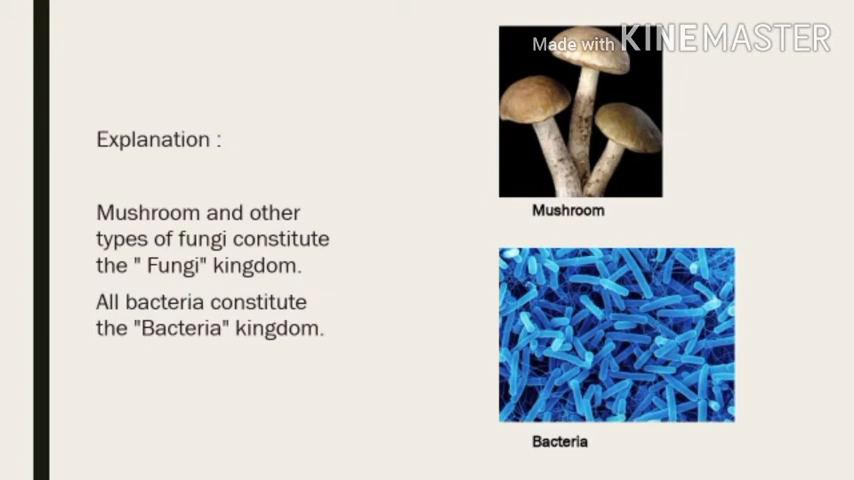 Made with KINEMASTER
Explanation :
Mushroom and other
types of fungi constitute
the " Fungi" kingdom.
All bacteria constitute
the "Bacteria" kingdom.
Mushroom
Bacteria